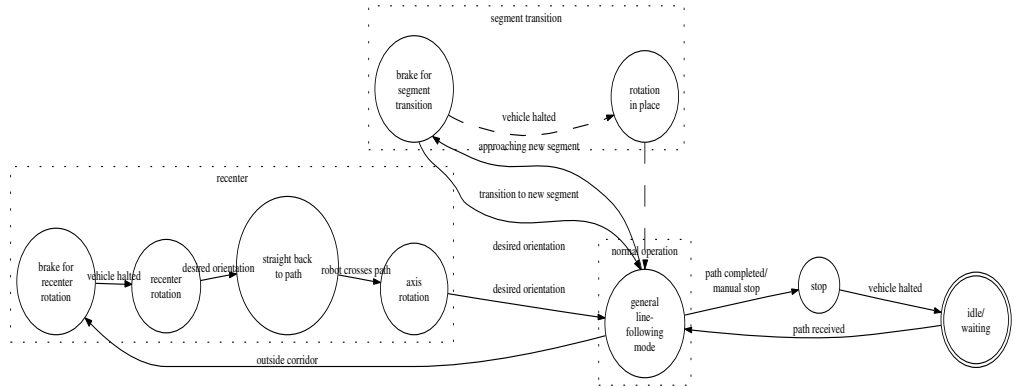 segment transition
brake for
segment
transition
rotation
in place
vehicle halted
approaching new segment
transition to new segment
recenter
desired orientation
normal operation
brake for
recenter
rotation
vehicle halted
recenter
rotation
desired orientation
straight back
to path
robot crosses path
axis
rotation
desired orientation
general
line-
following
mode
path completed/
manual stop
stop
vehicle halted
idle/
waiting
path received
outside corridor